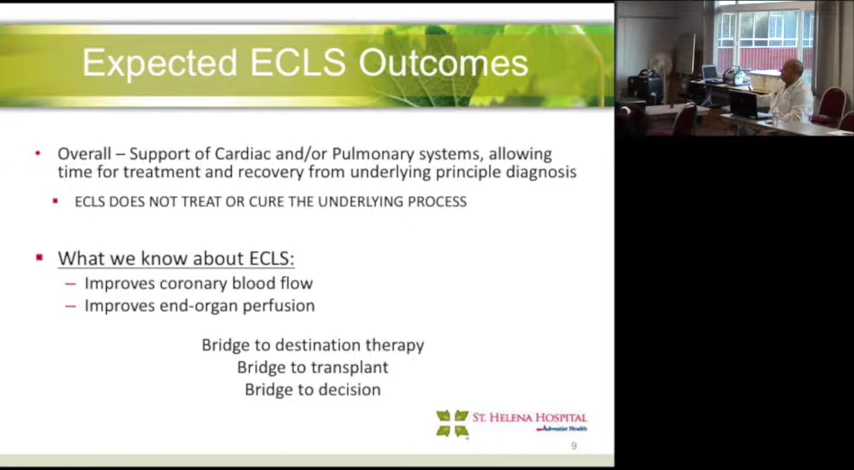 Expected ECLS Outcomes
• Overall – Support of Cardiac and/or Pulmonary systems, allowing
time for treatment and recovery from underlying principle diagnosis
▪ ECLS DOES NOT TREAT OR CURE THE UNDERLYING PROCESS
▪ What we know about ECLS:
– Improves coronary blood flow
– Improves end-organ perfusion
Bridge to destination therapy
Bridge to transplant
Bridge to decision
ST. HELENA HOSPITAL
Adventist Health
9